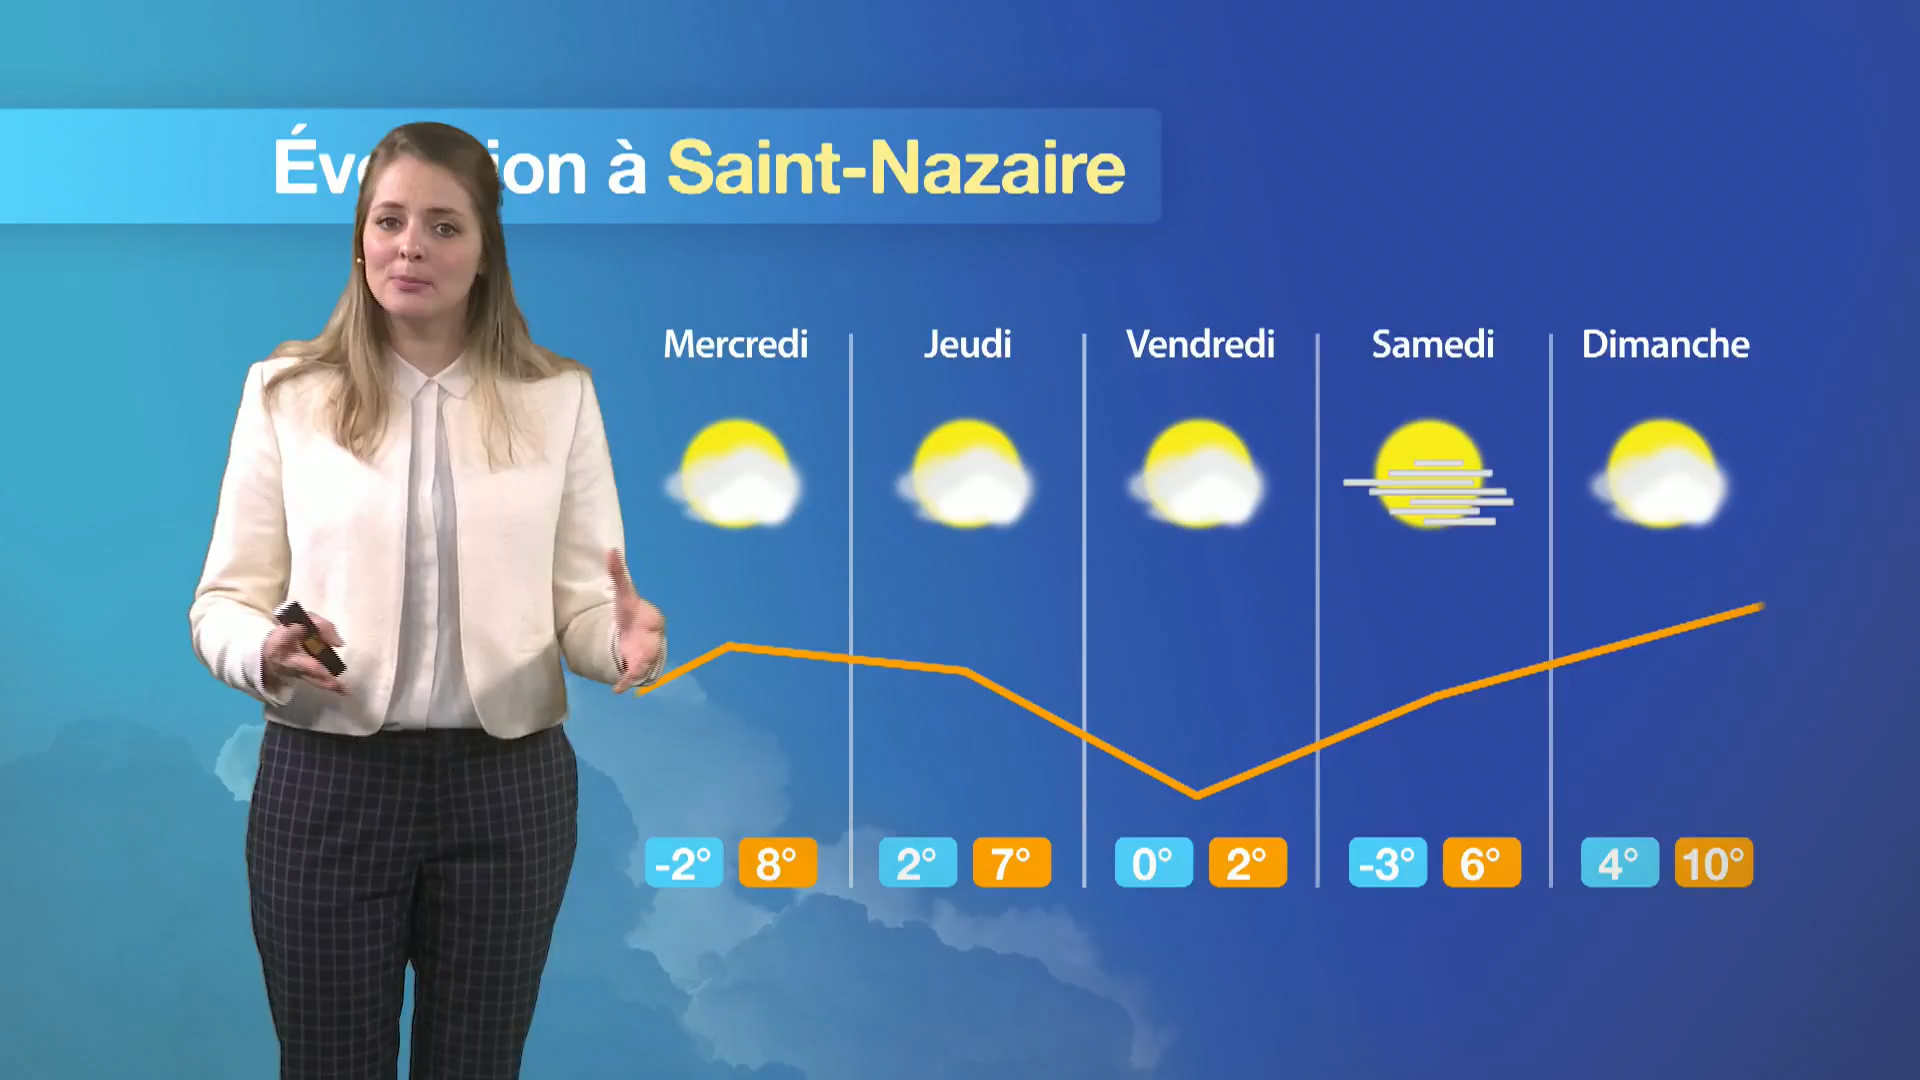 Év ion à Saint-Nazaire
Mercredi Jeudi Vendredi Samedi Dimanche
-2° 8° 2° 7° 0° 2° -3° 6° 4° 10°